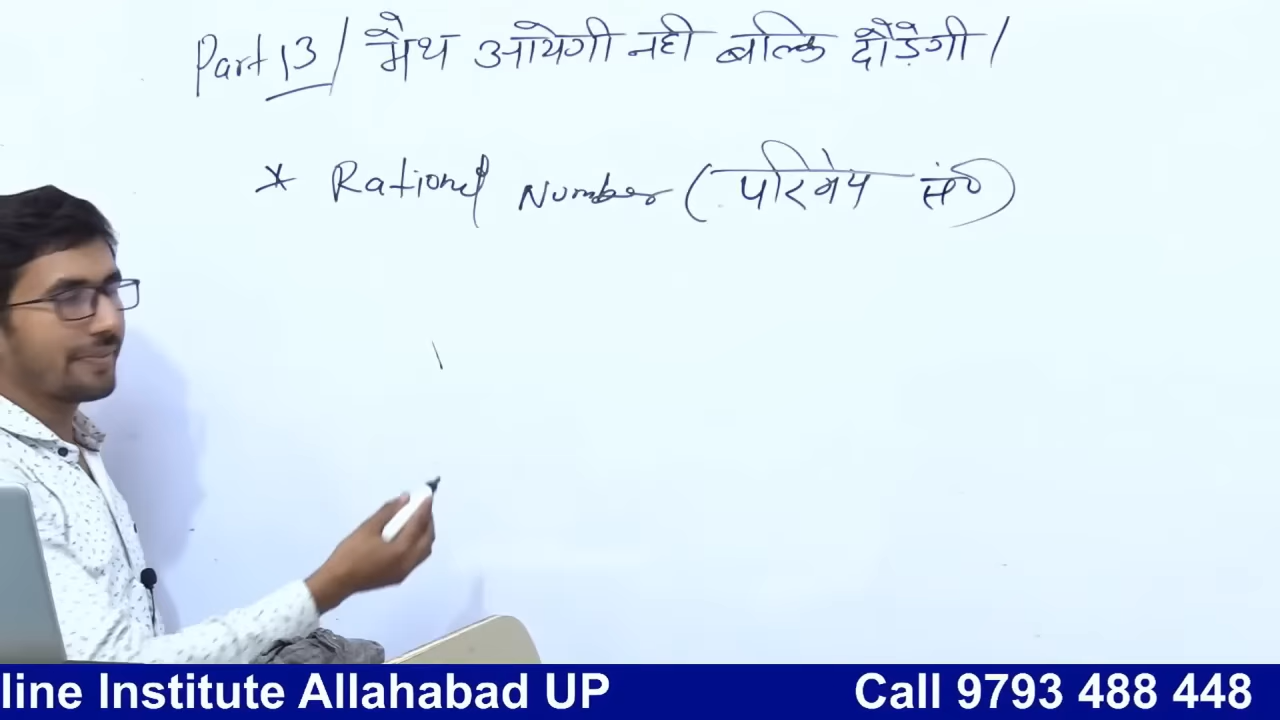 Part 13/ मैथ आयेगी नही बल्कि दौड़ेगी/
* Rational Number (परिमेय सं०)
line Institute Allahabad UP Call 9793 488 448